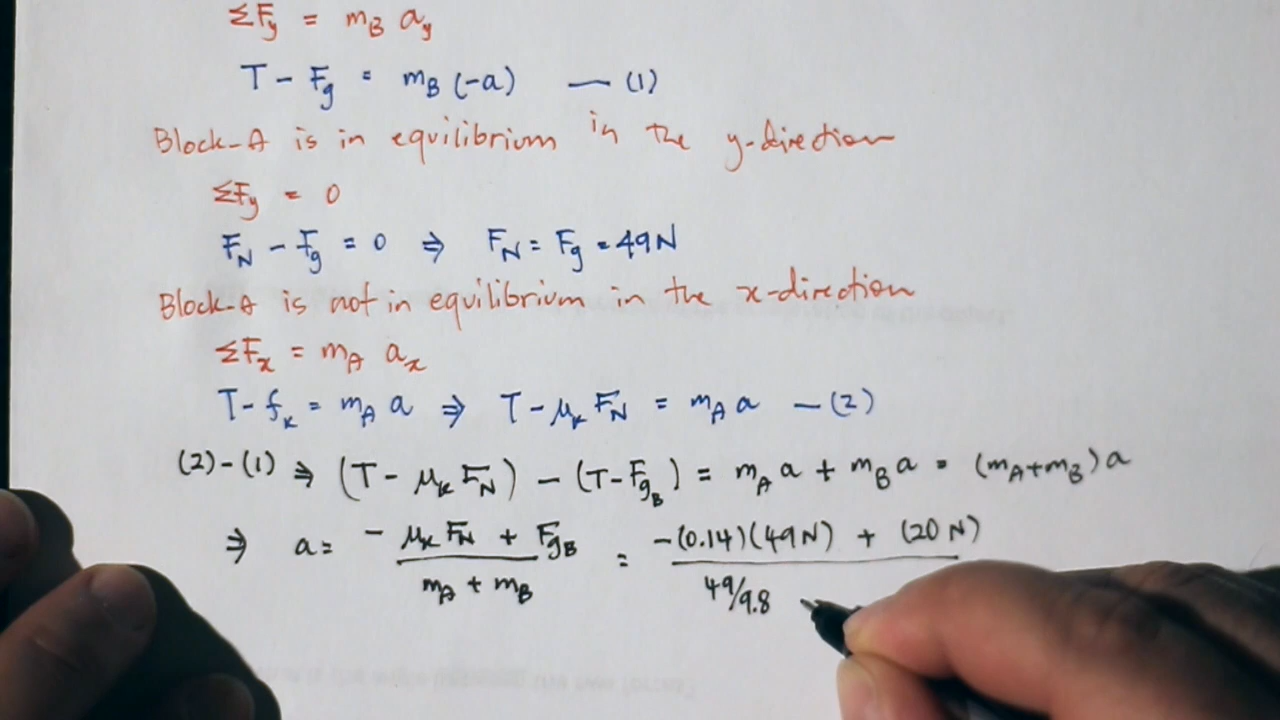 ΣFy = mB ay
T - Fg = mB (-a) — (1)
Block-A is in equilibrium in the y-direction
ΣFy = 0
FN - Fg = 0 ⇒ FN = Fg = 49N
Block-A is not in equilibrium in the x-direction
ΣFx = mA ax
T - fk = mA a ⇒ T - μk FN = mA a — (2)
(2)-(1) ⇒ (T - μk FN) - (T - FgB) = mA a + mB a = (mA+mB) a
⇒ a = - μk FN + FgB / mA + mB = -(0.14)(49N) + (20 N) / 49/9.8